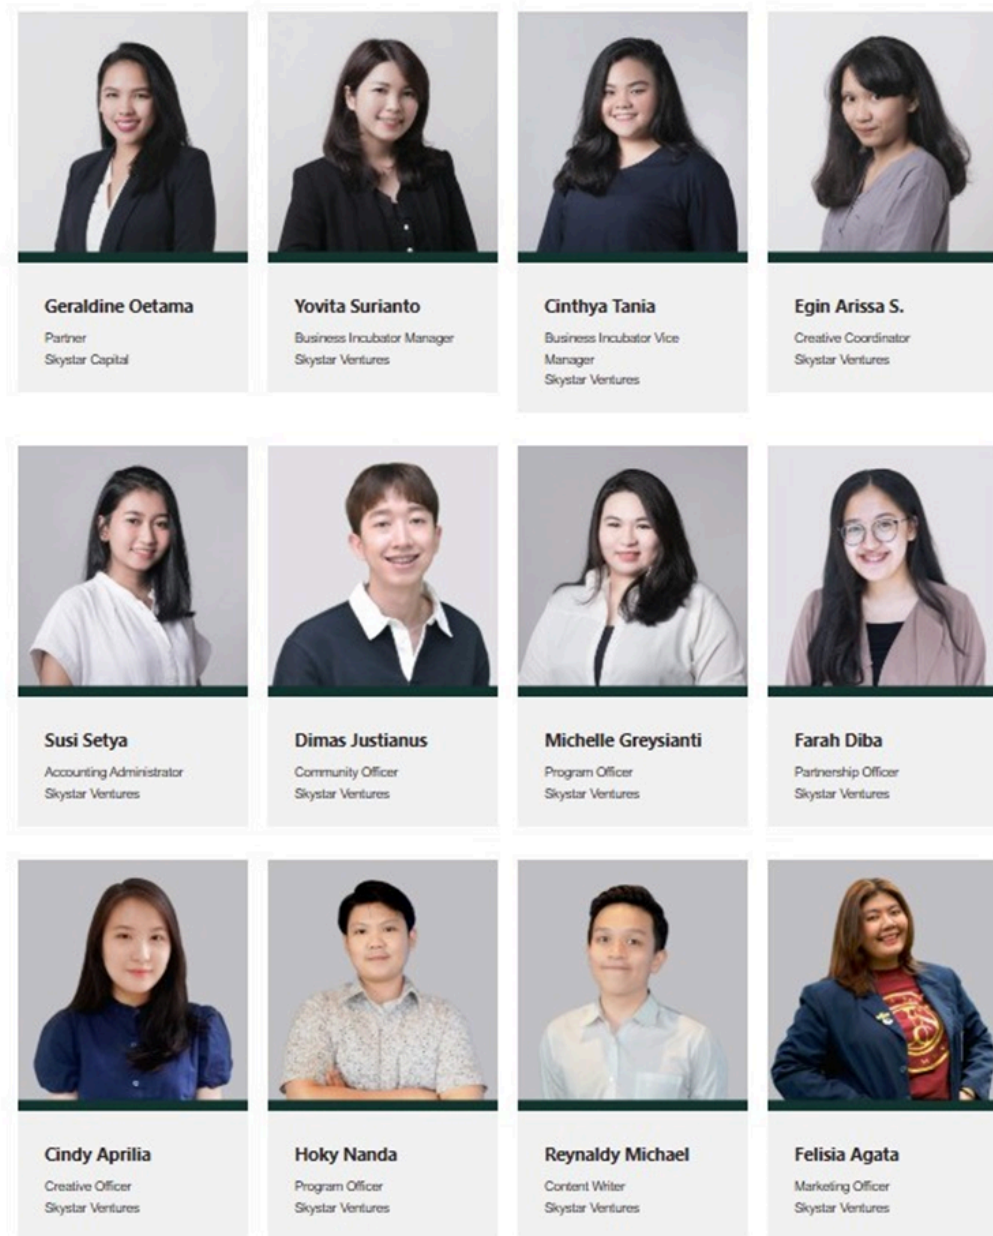 Geraldine Oetama
Partner
Skystar Capital
Yovita Surianto
Business Incubator Manager
Skystar Ventures
Cinthya Tania
Business Incubator Vice
Manager
Skystar Ventures
Egin Arissa S.
Creative Coordinator
Skystar Ventures
Susi Setya
Accounting Administrator
Skystar Ventures
Dimas Justianus
Community Officer
Skystar Ventures
Michelle Greysianti
Program Officer
Skystar Ventures
Farah Diba
Partnership Officer
Skystar Ventures
Cindy Aprilia
Creative Officer
Skystar Ventures
Hoky Nanda
Program Officer
Skystar Ventures
Reynaldy Michael
Content Writer
Skystar Ventures
Felisia Agata
Marketing Officer
Skystar Ventures